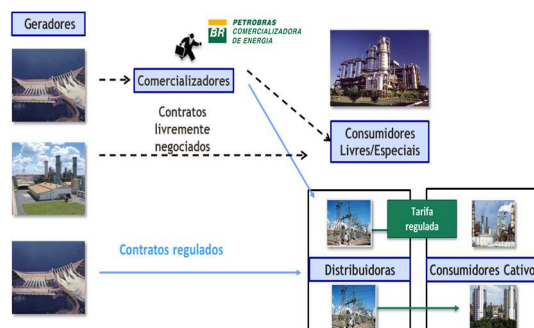 Geradores
BR
PETROBRAS
COMERCIALIZADORA
DE ENERGIA
Comercializadores
Contratos
livremente
negociados
Consumidores
Livres/Especiais
Tarifa
regulada
Contratos regulados
Distribuidoras
Consumidores Cativo